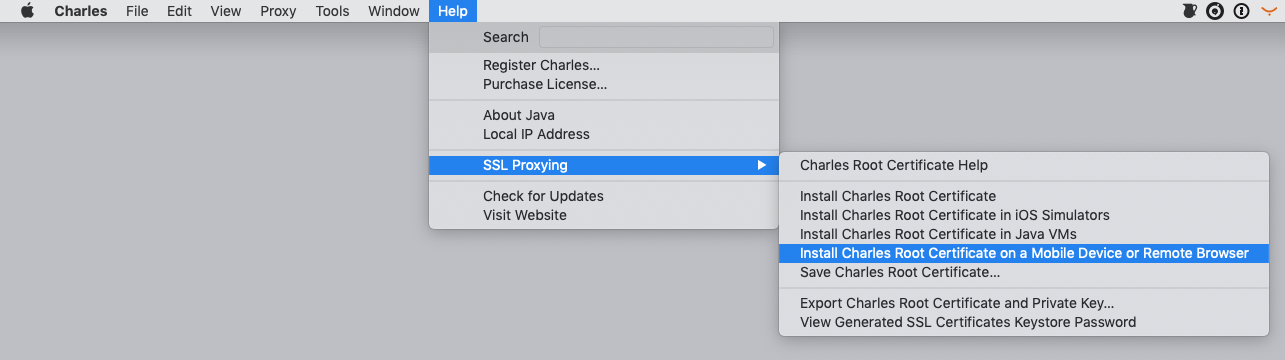 Charles File Edit View Proxy Tools Window Help
Search
Register Charles...
Purchase License...
About Java
Local IP Address
SSL Proxying
Check for Updates
Visit Website
Charles Root Certificate Help
Install Charles Root Certificate
Install Charles Root Certificate in iOS Simulators
Install Charles Root Certificate in Java VMs
Install Charles Root Certificate on a Mobile Device or Remote Browser
Save Charles Root Certificate...
Export Charles Root Certificate and Private Key...
View Generated SSL Certificates Keystore Password